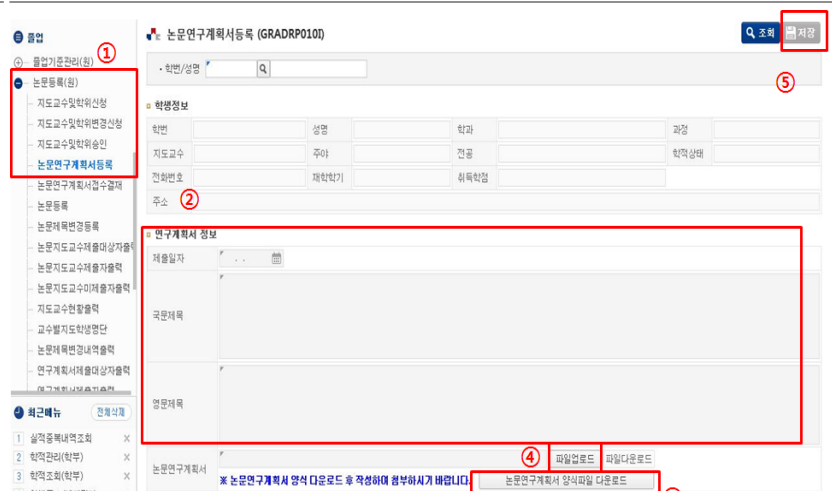 졸업
논문연구계획서등록 (GRADRP010I)
조회
저장
①
졸업기준관리(원)
논문등록(원)
지도교수및학위신청
지도교수및학위변경신청
지도교수및학위승인
논문연구계획서등록
논문연구계획서접수결재
논문등록
논문제목변경등록
논문지도교수제출대상자출력
논문지도교수제출자출력
논문지도교수미제출자출력
지도교수현황출력
교수별지도학생명단
논문제목변경내역출력
연구계획서제출대상자출력
최근메뉴
전체삭제
1 실적중복내역조회 X
2 학적관리(학부) X
3 학적조회(학부) X
• 학번/성명
⑤
학생정보
학번
성명
학과
과정
지도교수
주야
전공
학적상태
전화번호
재학학기
취득학점
주소
②
연구계획서 정보
제출일자
. .
국문제목
영문제목
논문연구계획서
④
파일업로드
파일다운로드
※ 논문연구계획서 양식 다운로드 후 작성하여 첨부하시기 바랍니다.
논문연구계획서 양식파일 다운로드